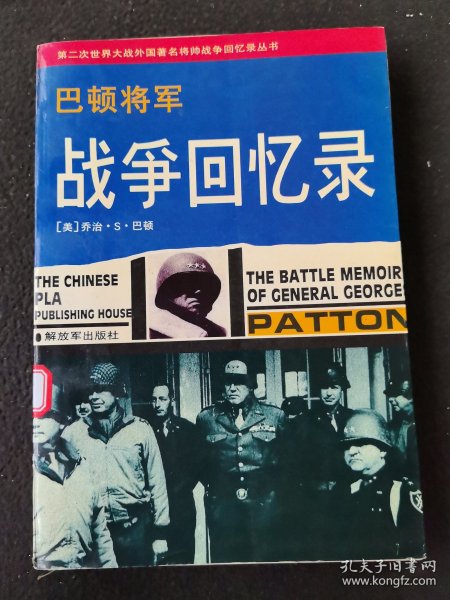 第二次世界大战外国著名将帅战争回忆录丛书
巴顿将军
战争回忆录
[美]乔治·S·巴顿
THE CHINESE
PLA
PUBLISHING HOUSE
●解放军出版社
THE BATTLE MEMOIR
OF GENERAL GEORGE
PATTON
孔夫子旧书网
www.kongfz.com